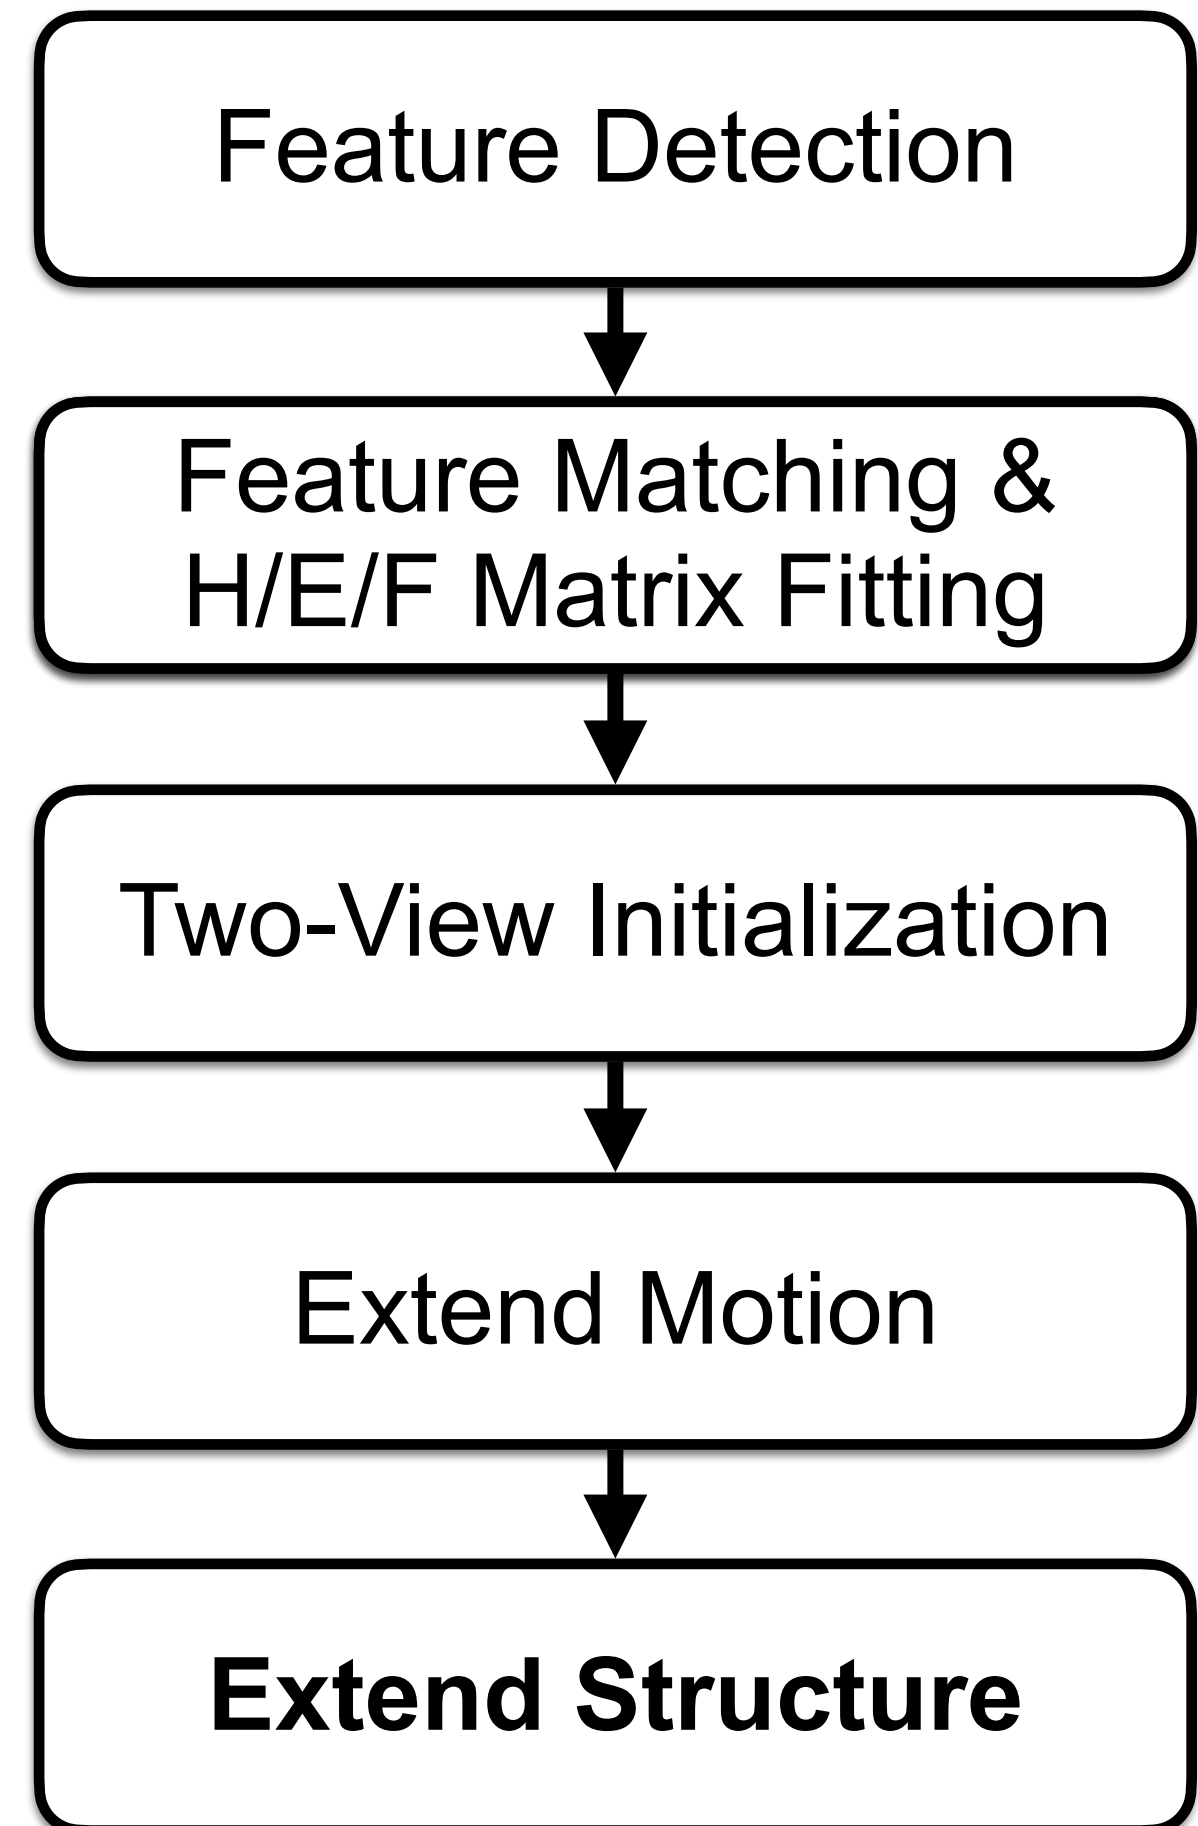 Feature Detection
Feature Matching &
H/E/F Matrix Fitting
Two-View Initialization
Extend Motion
Extend Structure